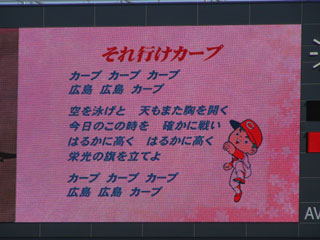 それ行けカープ
カープ カープ カープ
広島 広島 カープ
空を泳げと 天もまた胸を開く
今日のこの時を 確かに戦い
はるかに高く はるかに高く
栄光の旗を立てよ
カープ カープ カープ
広島 広島 カープ
AV